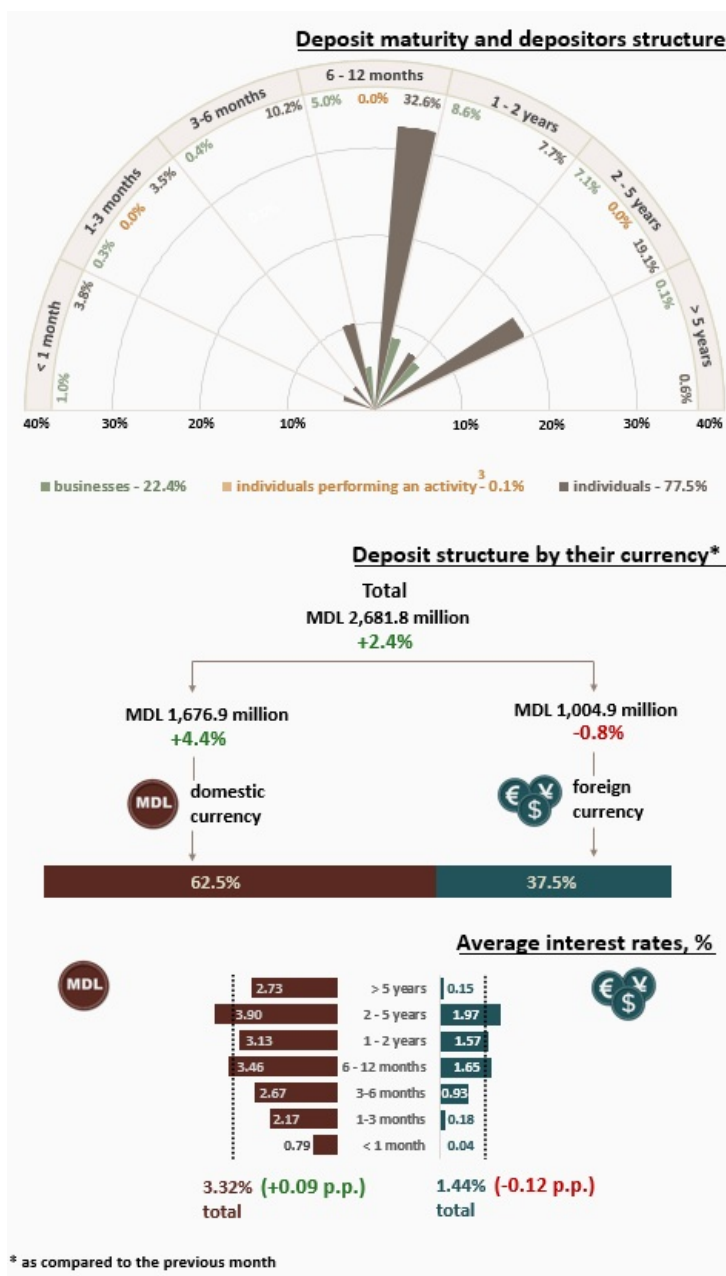 Deposit maturity and depositors structure
6 - 12 months
3-6 months
1 - 2 years
10.2% 5.0% 0.0% 32.6% 8.6%
0.4%
7.7%
1-3 months
3.5%
7.1%
2 - 5 years
0.0%
0.0%
0.3%
19.1%
3.8%
0.1%
< 1 month
> 5 years
1.0%
0.6%
40% 30% 20% 10% 10% 20% 30% 40%
businesses - 22.4% individuals performing an activity3 - 0.1% individuals - 77.5%
Deposit structure by their currency*
Total
MDL 2,681.8 million
+2.4%
MDL 1,676.9 million MDL 1,004.9 million
+4.4% -0.8%
MDL domestic currency
€ ¥ $ foreign currency
62.5% 37.5%
Average interest rates, %
MDL € ¥ $
2.73 > 5 years 0.15
3.90 2 - 5 years 1.97
3.13 1 - 2 years 1.57
3.46 6 - 12 months 1.65
2.67 3-6 months 0.93
2.17 1-3 months 0.18
0.79 < 1 month 0.04
3.32% (+0.09 p.p.) 1.44% (-0.12 p.p.)
total total
* as compared to the previous month